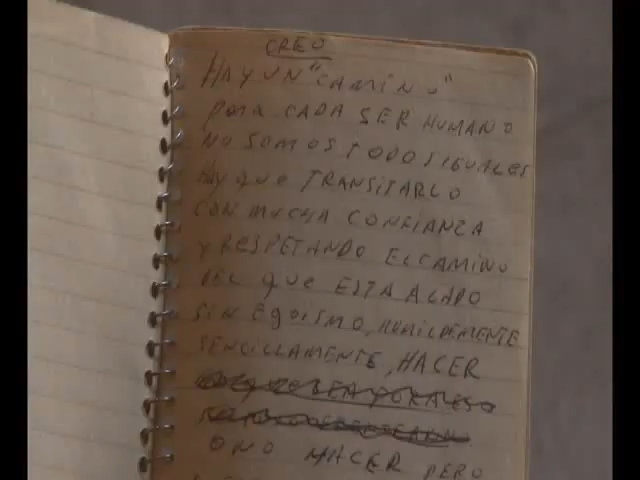 CREO
HAY UN "CAMINO"
PARA CADA SER HUMANO
NO SOMOS TODOS IGUALES
HAY QUE TRANSITARLO
CON MUCHA CONFIANZA
Y RESPETANDO EL CAMINO
DEL QUE ESTA A LADO
SIN EGOISMO, HUMILDEMENTE
SENCILLAMENTE, HACER
O NO HACER PERO